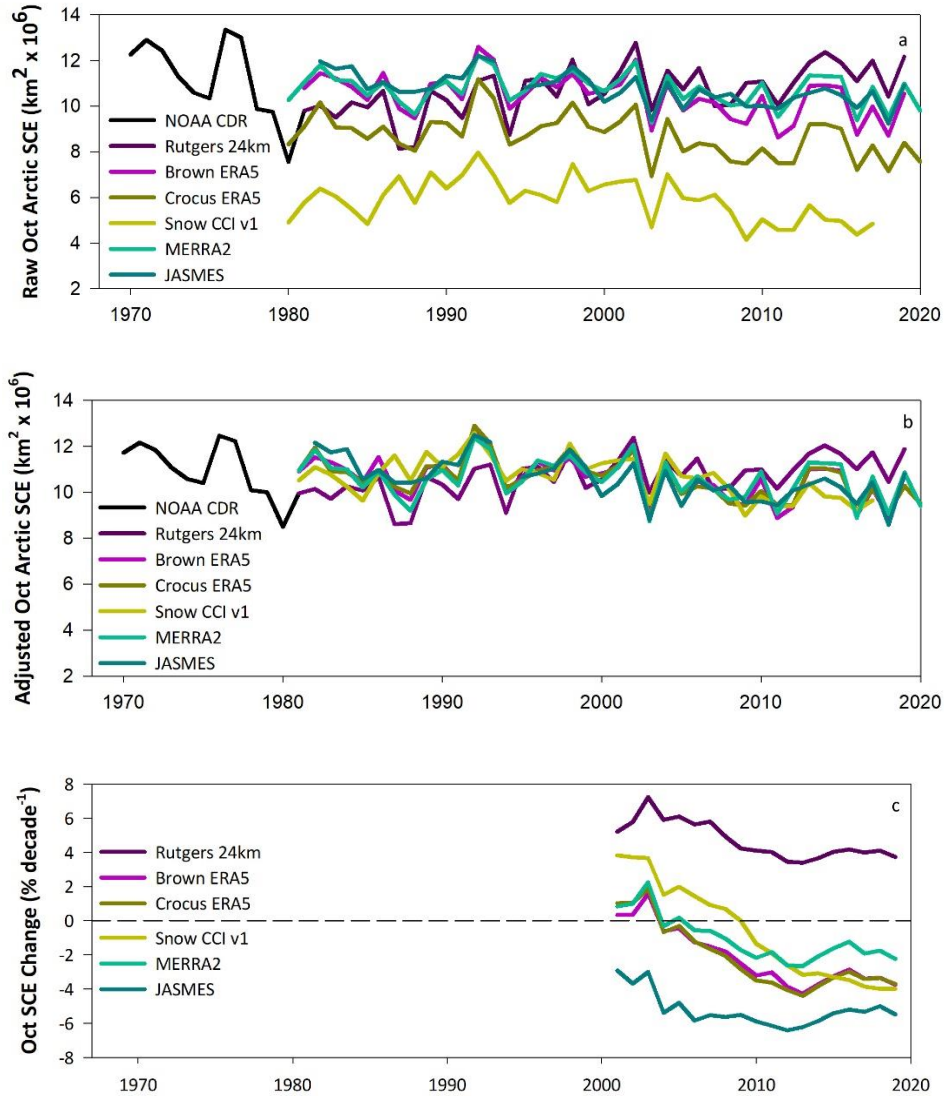 14
12
10
8
6
4
2
Raw Oct Arctic SCE (km² x 10⁶)
a
NOAA CDR
Rutgers 24km
Brown ERA5
Crocus ERA5
Snow CCI v1
MERRA2
JASMES
1970 1980 1990 2000 2010 2020
14
12
10
8
6
4
2
Adjusted Oct Arctic SCE (km² x 10⁶)
b
NOAA CDR
Rutgers 24km
Brown ERA5
Crocus ERA5
Snow CCI v1
MERRA2
JASMES
1970 1980 1990 2000 2010 2020
8
6
4
2
0
-2
-4
-6
-8
Oct SCE Change (% decade⁻¹)
c
Rutgers 24km
Brown ERA5
Crocus ERA5
Snow CCI v1
MERRA2
JASMES
1970 1980 1990 2000 2010 2020